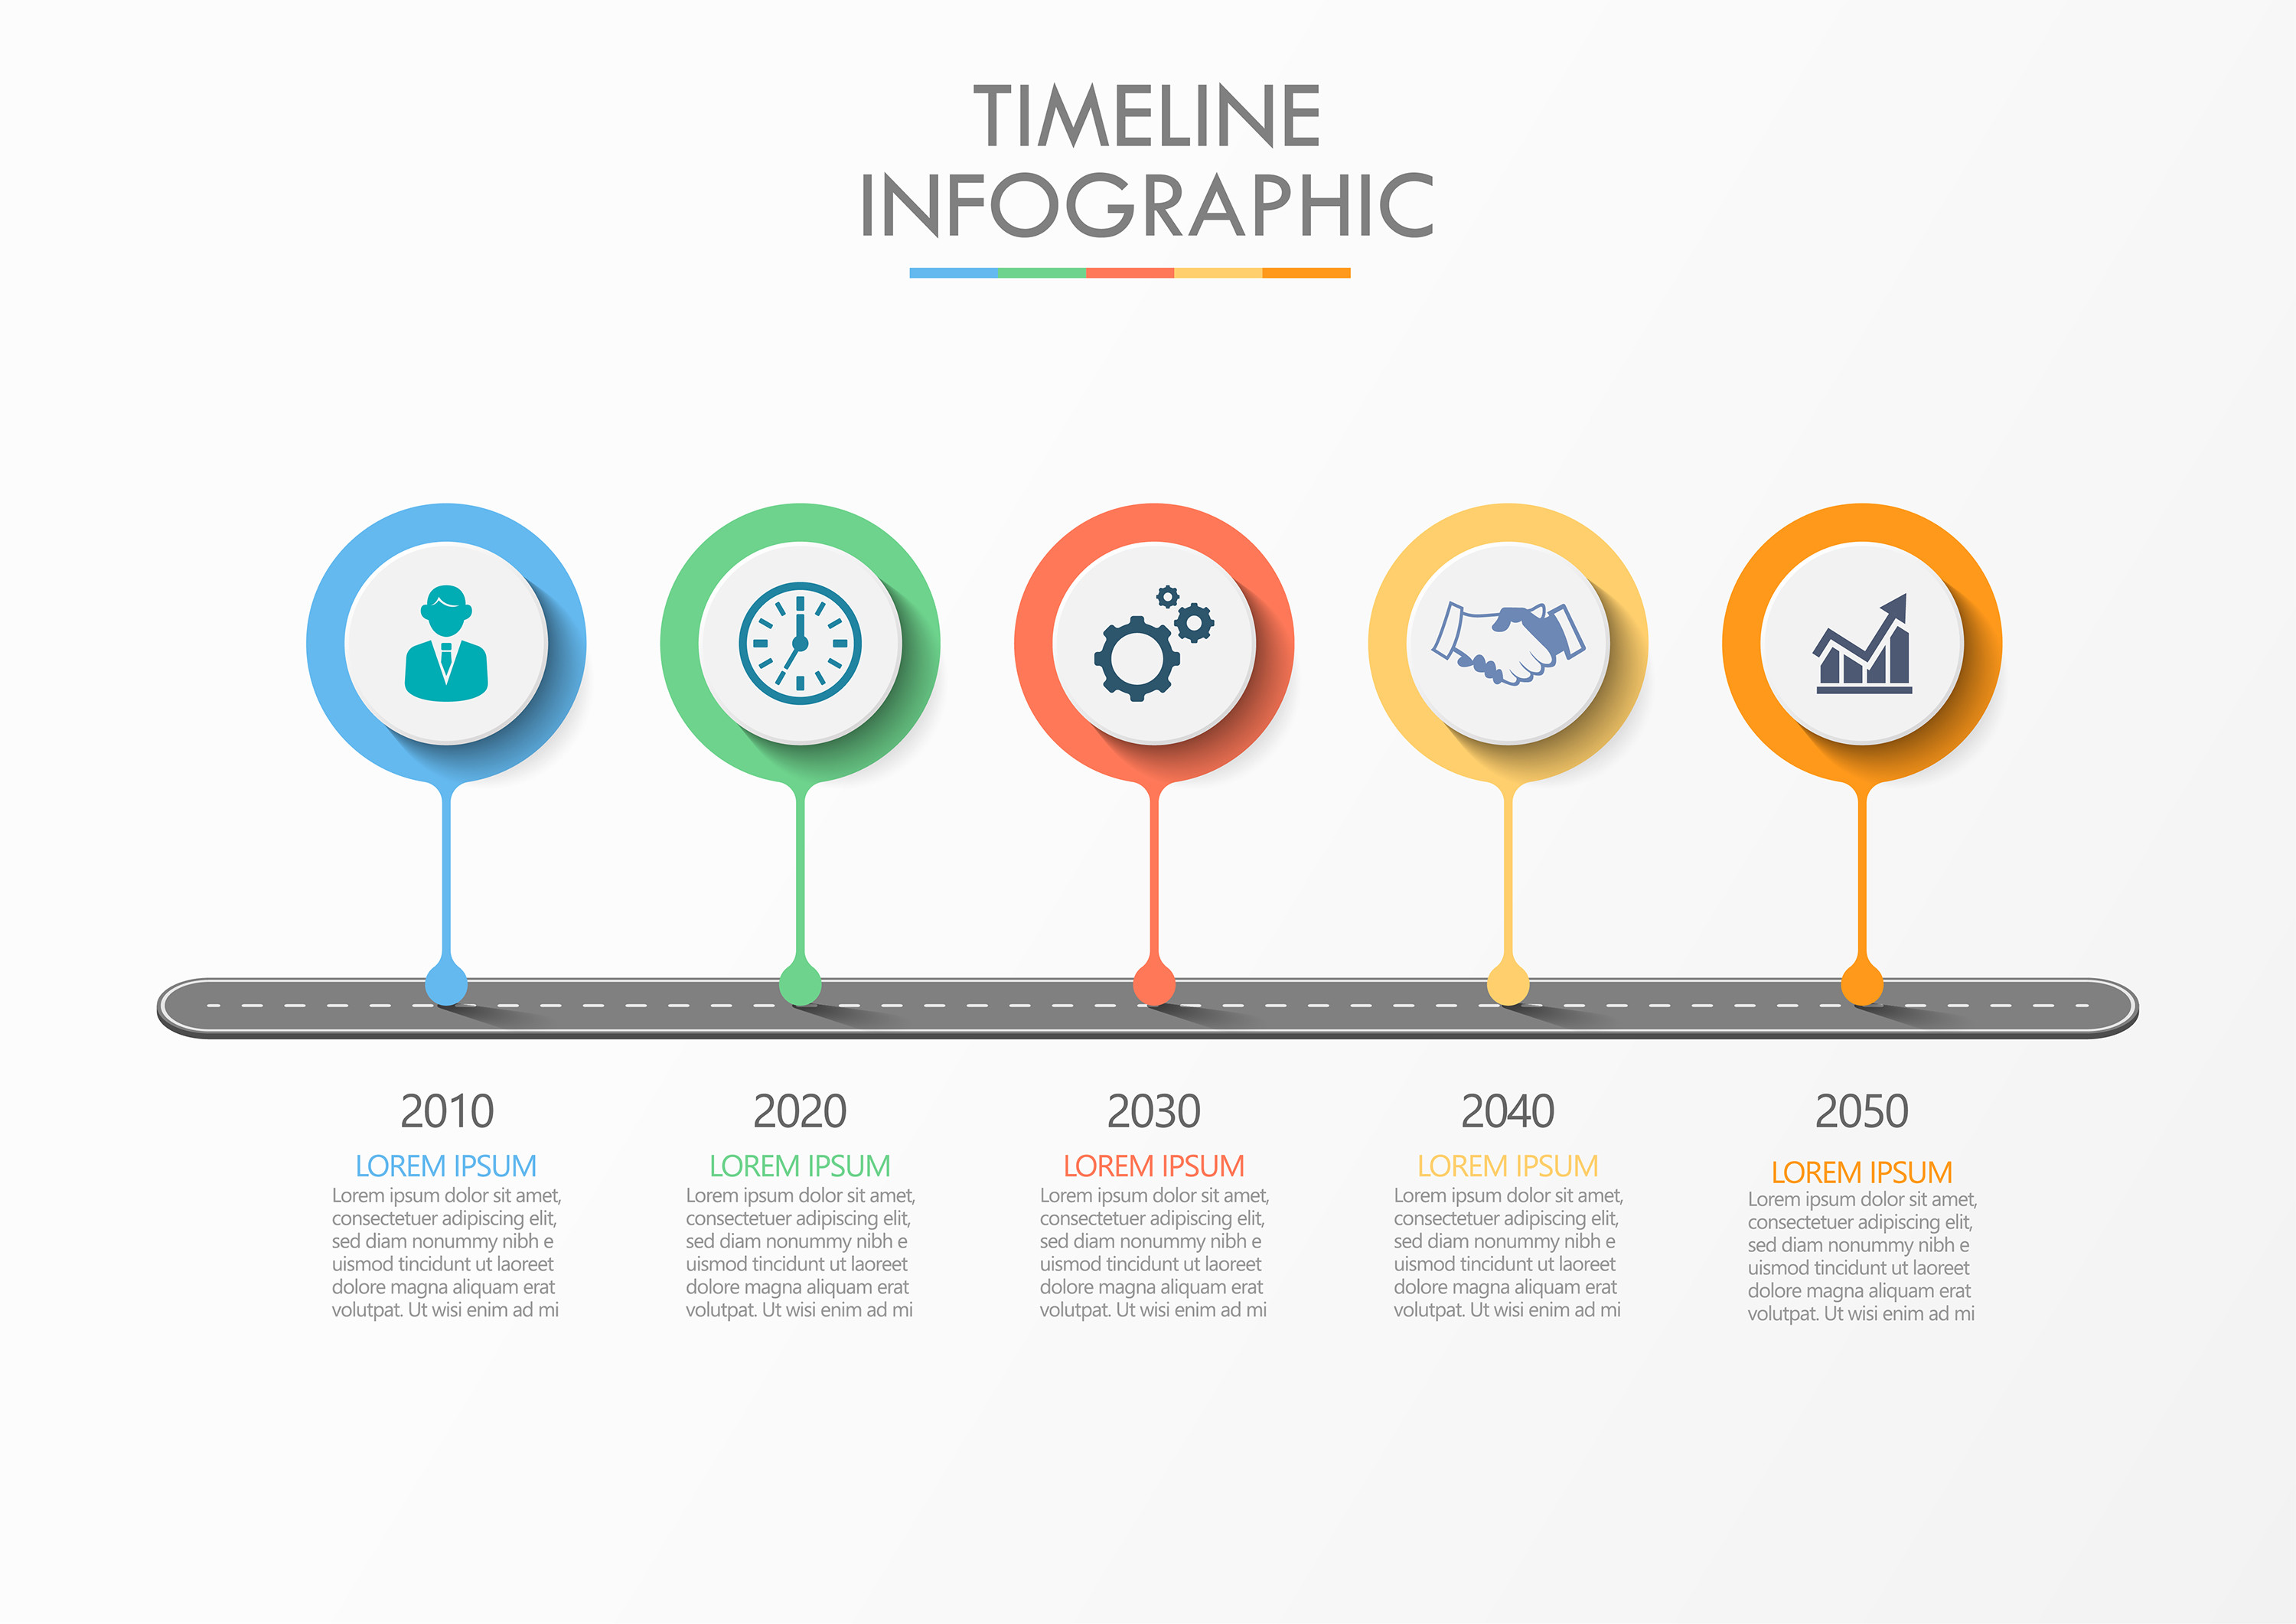 TIMELINE
INFOGRAPHIC
2010
LOREM IPSUM
Lorem ipsum dolor sit amet,
consectetuer adipiscing elit,
sed diam nonummy nibh e
uismod tincidunt ut laoreet
dolore magna aliquam erat
volutpat. Ut wisi enim ad mi
2020
LOREM IPSUM
Lorem ipsum dolor sit amet,
consectetuer adipiscing elit,
sed diam nonummy nibh e
uismod tincidunt ut laoreet
dolore magna aliquam erat
volutpat. Ut wisi enim ad mi
2030
LOREM IPSUM
Lorem ipsum dolor sit amet,
consectetuer adipiscing elit,
sed diam nonummy nibh e
uismod tincidunt ut laoreet
dolore magna aliquam erat
volutpat. Ut wisi enim ad mi
2040
LOREM IPSUM
Lorem ipsum dolor sit amet,
consectetuer adipiscing elit,
sed diam nonummy nibh e
uismod tincidunt ut laoreet
dolore magna aliquam erat
volutpat. Ut wisi enim ad mi
2050
LOREM IPSUM
Lorem ipsum dolor sit amet,
consectetuer adipiscing elit,
sed diam nonummy nibh e
uismod tincidunt ut laoreet
dolore magna aliquam erat
volutpat. Ut wisi enim ad mi